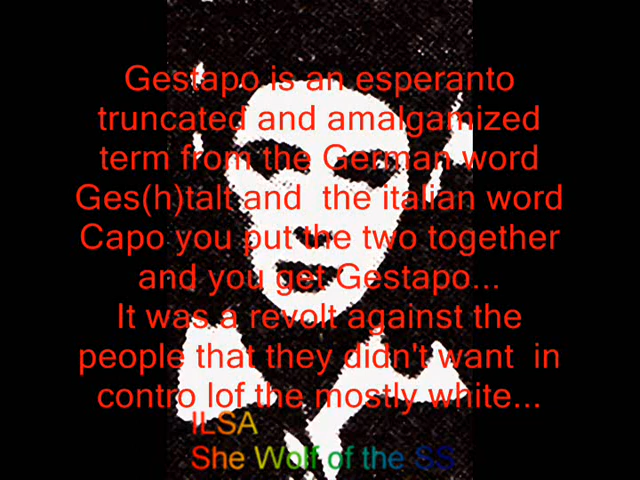 Gestapo is an esperanto
truncated and amalgamized
term from the German word
Ges(h)talt and the italian word
Capo you put the two together
and you get Gestapo...
It was a revolt against the
people that they didn't want in
contro lof the mostly white...
ILSA
She Wolf of the SS